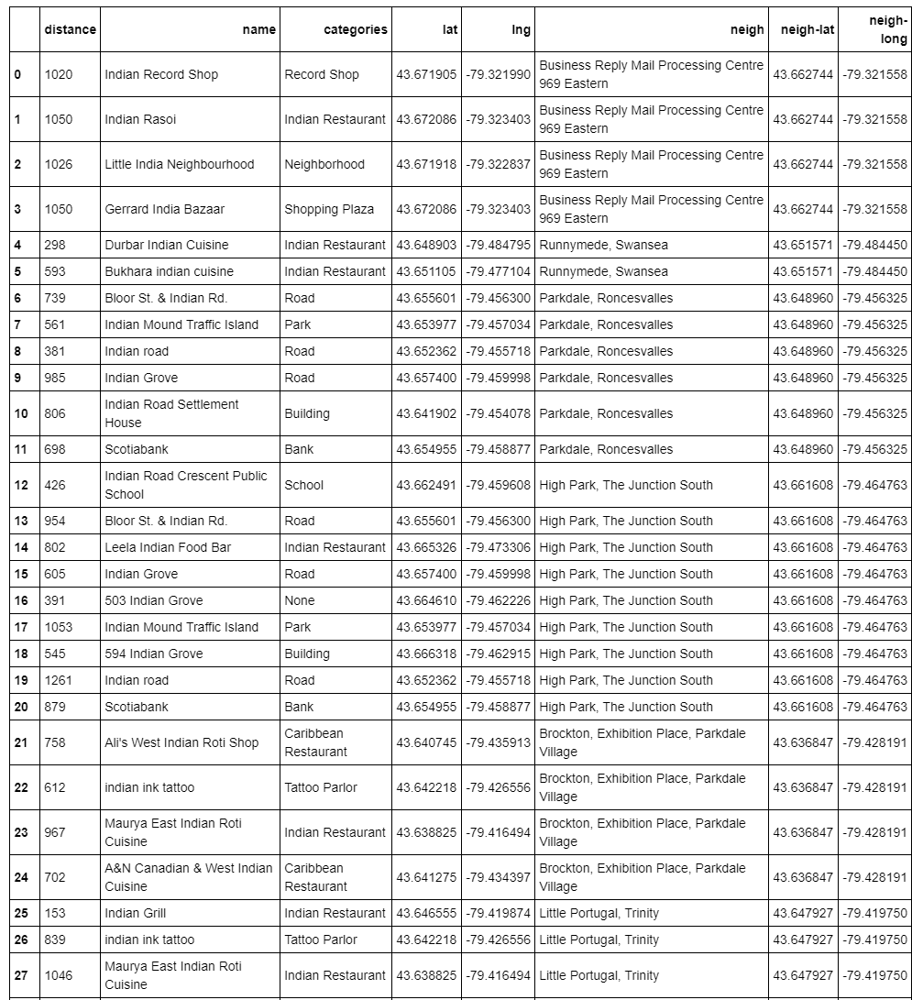 distance name categories lat lng neigh neigh-lat neigh-
long
0 1020 Indian Record Shop Record Shop 43.671905 -79.321990 Business Reply Mail Processing Centre
969 Eastern 43.662744 -79.321558
1 1050 Indian Rasoi Indian Restaurant 43.672086 -79.323403 Business Reply Mail Processing Centre
969 Eastern 43.662744 -79.321558
2 1026 Little India Neighbourhood Neighborhood 43.671918 -79.322837 Business Reply Mail Processing Centre
969 Eastern 43.662744 -79.321558
3 1050 Gerrard India Bazaar Shopping Plaza 43.672086 -79.323403 Business Reply Mail Processing Centre
969 Eastern 43.662744 -79.321558
4 298 Durbar Indian Cuisine Indian Restaurant 43.648903 -79.484795 Runnymede, Swansea 43.651571 -79.484450
5 593 Bukhara indian cuisine Indian Restaurant 43.651105 -79.477104 Runnymede, Swansea 43.651571 -79.484450
6 739 Bloor St. & Indian Rd. Road 43.655601 -79.456300 Parkdale, Roncesvalles 43.648960 -79.456325
7 561 Indian Mound Traffic Island Park 43.653977 -79.457034 Parkdale, Roncesvalles 43.648960 -79.456325
8 381 Indian road Road 43.652362 -79.455718 Parkdale, Roncesvalles 43.648960 -79.456325
9 985 Indian Grove Road 43.657400 -79.459998 Parkdale, Roncesvalles 43.648960 -79.456325
10 806 Indian Road Settlement
House Building 43.641902 -79.454078 Parkdale, Roncesvalles 43.648960 -79.456325
11 698 Scotiabank Bank 43.654955 -79.458877 Parkdale, Roncesvalles 43.648960 -79.456325
12 426 Indian Road Crescent Public
School School 43.662491 -79.459608 High Park, The Junction South 43.661608 -79.464763
13 954 Bloor St. & Indian Rd. Road 43.655601 -79.456300 High Park, The Junction South 43.661608 -79.464763
14 802 Leela Indian Food Bar Indian Restaurant 43.665326 -79.473306 High Park, The Junction South 43.661608 -79.464763
15 605 Indian Grove Road 43.657400 -79.459998 High Park, The Junction South 43.661608 -79.464763
16 391 503 Indian Grove None 43.664610 -79.462226 High Park, The Junction South 43.661608 -79.464763
17 1053 Indian Mound Traffic Island Park 43.653977 -79.457034 High Park, The Junction South 43.661608 -79.464763
18 545 594 Indian Grove Building 43.666318 -79.462915 High Park, The Junction South 43.661608 -79.464763
19 1261 Indian road Road 43.652362 -79.455718 High Park, The Junction South 43.661608 -79.464763
20 879 Scotiabank Bank 43.654955 -79.458877 High Park, The Junction South 43.661608 -79.464763
21 758 Ali's West Indian Roti Shop Caribbean
Restaurant 43.640745 -79.435913 Brockton, Exhibition Place, Parkdale
Village 43.636847 -79.428191
22 612 indian ink tattoo Tattoo Parlor 43.642218 -79.426556 Brockton, Exhibition Place, Parkdale
Village 43.636847 -79.428191
23 967 Maurya East Indian Roti
Cuisine Indian Restaurant 43.638825 -79.416494 Brockton, Exhibition Place, Parkdale
Village 43.636847 -79.428191
24 702 A&N Canadian & West Indian
Cuisine Caribbean
Restaurant 43.641275 -79.434397 Brockton, Exhibition Place, Parkdale
Village 43.636847 -79.428191
25 153 Indian Grill Indian Restaurant 43.646555 -79.419874 Little Portugal, Trinity 43.647927 -79.419750
26 839 indian ink tattoo Tattoo Parlor 43.642218 -79.426556 Little Portugal, Trinity 43.647927 -79.419750
27 1046 Maurya East Indian Roti
Cuisine Indian Restaurant 43.638825 -79.416494 Little Portugal, Trinity 43.647927 -79.419750